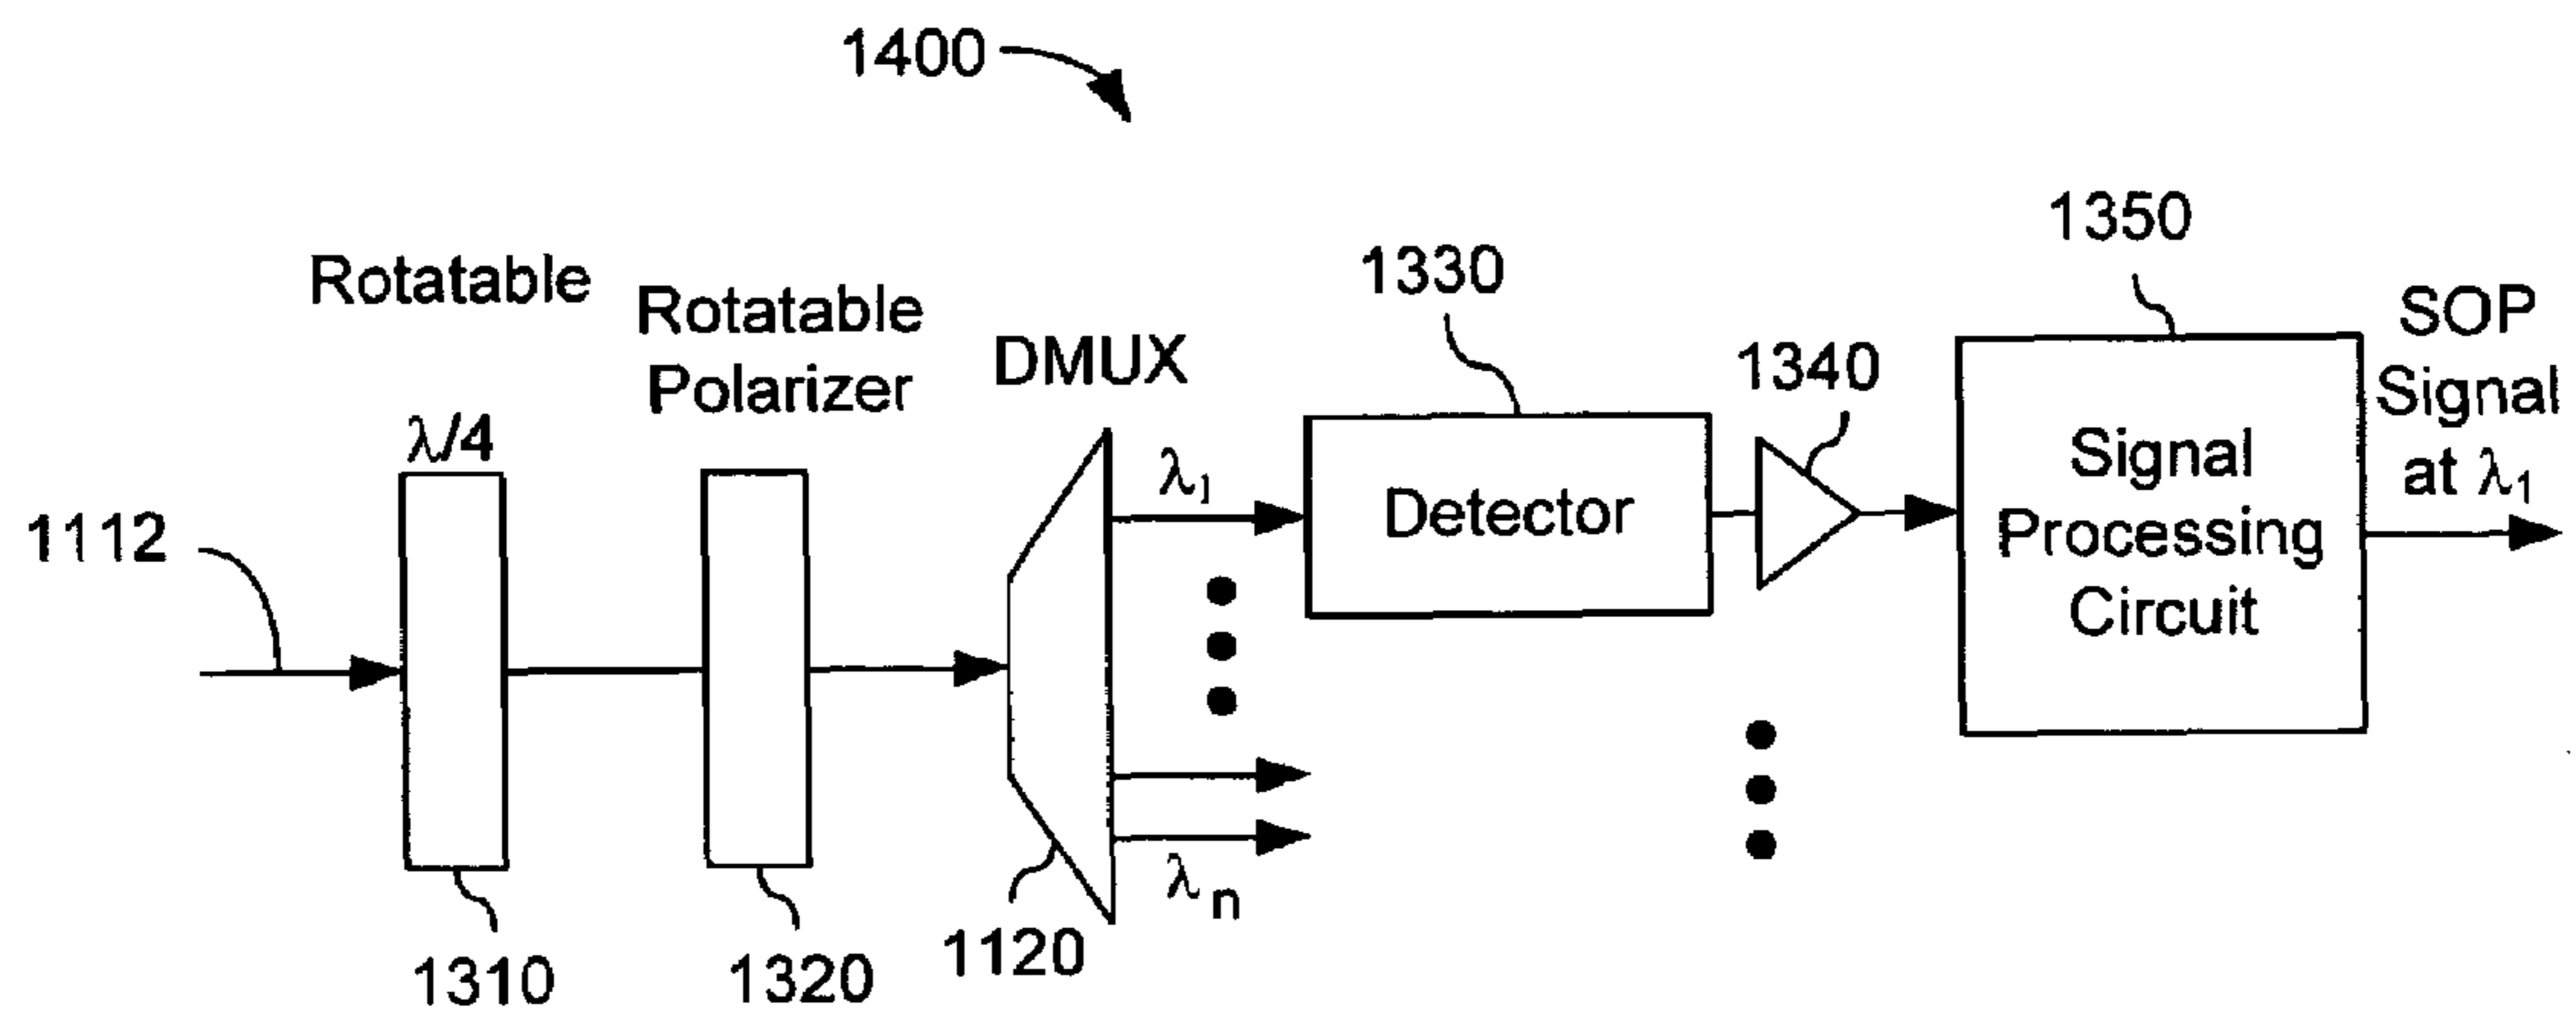 1400
1350
Rotatable
Rotatable
Polarizer
DMUX
1330
1340
SOP
Signal
at λ1
λ/4
1112
λ1
Detector
Signal
Processing
Circuit
λn
1310
1320
1120